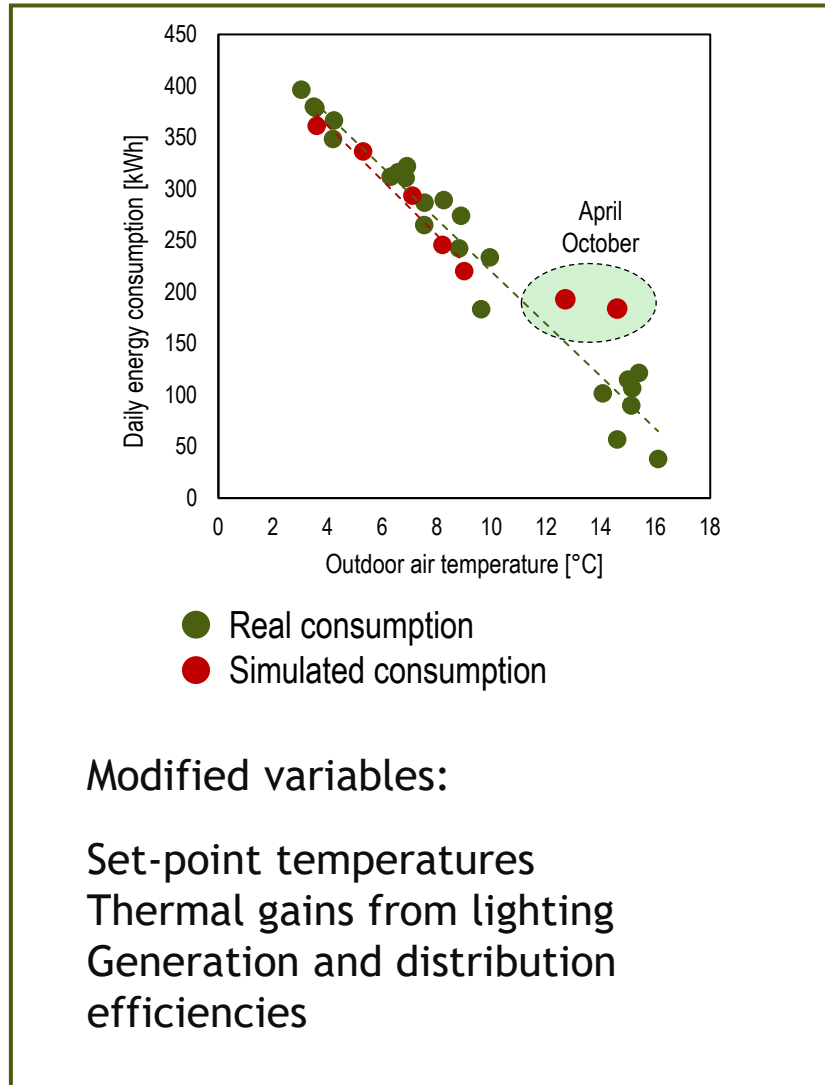 450
400
350
300
250
200
150
100
50
0
Daily energy consumption [kWh]
April
October
0 2 4 6 8 10 12 14 16 18
Outdoor air temperature [°C]
Real consumption
Simulated consumption
Modified variables:
Set-point temperatures
Thermal gains from lighting
Generation and distribution
efficiencies